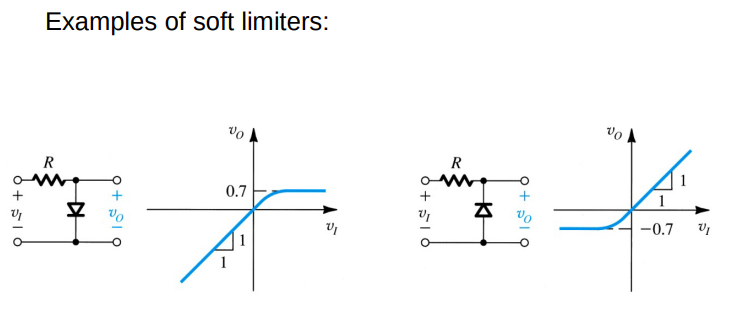 Examples of soft limiters:
R
+
v_I
−
+
v_O
−
v_O
0.7
1
1
v_I
R
+
v_I
−
+
v_O
−
v_O
1
1
−0.7
v_I